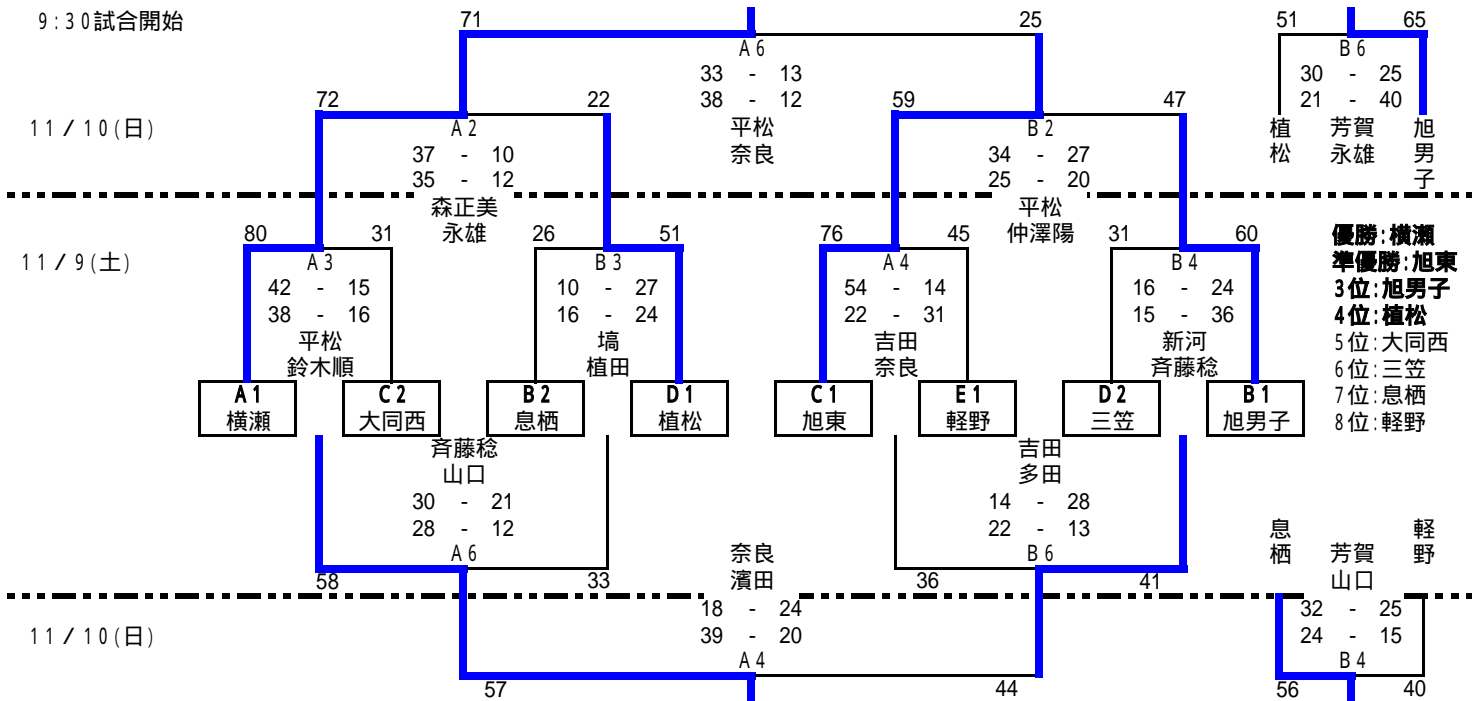 9:30試合開始
71 25 51 65
A6 B6
33 - 13 30 - 25
38 - 12 21 - 40
72 22 59 47
平松 植松 芳賀 旭男子
奈良 永雄
11/10(日)
A2 B2
37 - 10 34 - 27
35 - 12 25 - 20
森正美 平松
永雄 仲澤陽
80 31 26 51 76 45 31 60
11/9(土)
A3 B3 A4 B4
42 - 15 10 - 27 54 - 14 16 - 24
38 - 16 16 - 24 22 - 31 15 - 36
平松 塙 吉田 新河
鈴木順 植田 奈良 斉藤稔
優勝:横瀬
準優勝:旭東
3位:旭男子
4位:植松
5位:大同西
6位:三笠
7位:息栖
8位:軽野
A1 C2 B2 D1 C1 E1 D2 B1
横瀬 大同西 息栖 植松 旭東 軽野 三笠 旭男子
斉藤稔 吉田
山口 多田
30 - 21 14 - 28
28 - 12 22 - 13
A6 B6
58 33 36 41
奈良 息栖 芳賀 軽野
濱田 山口
18 - 24 32 - 25
39 - 20 24 - 15
11/10(日)
A4 B4
57 44 56 40